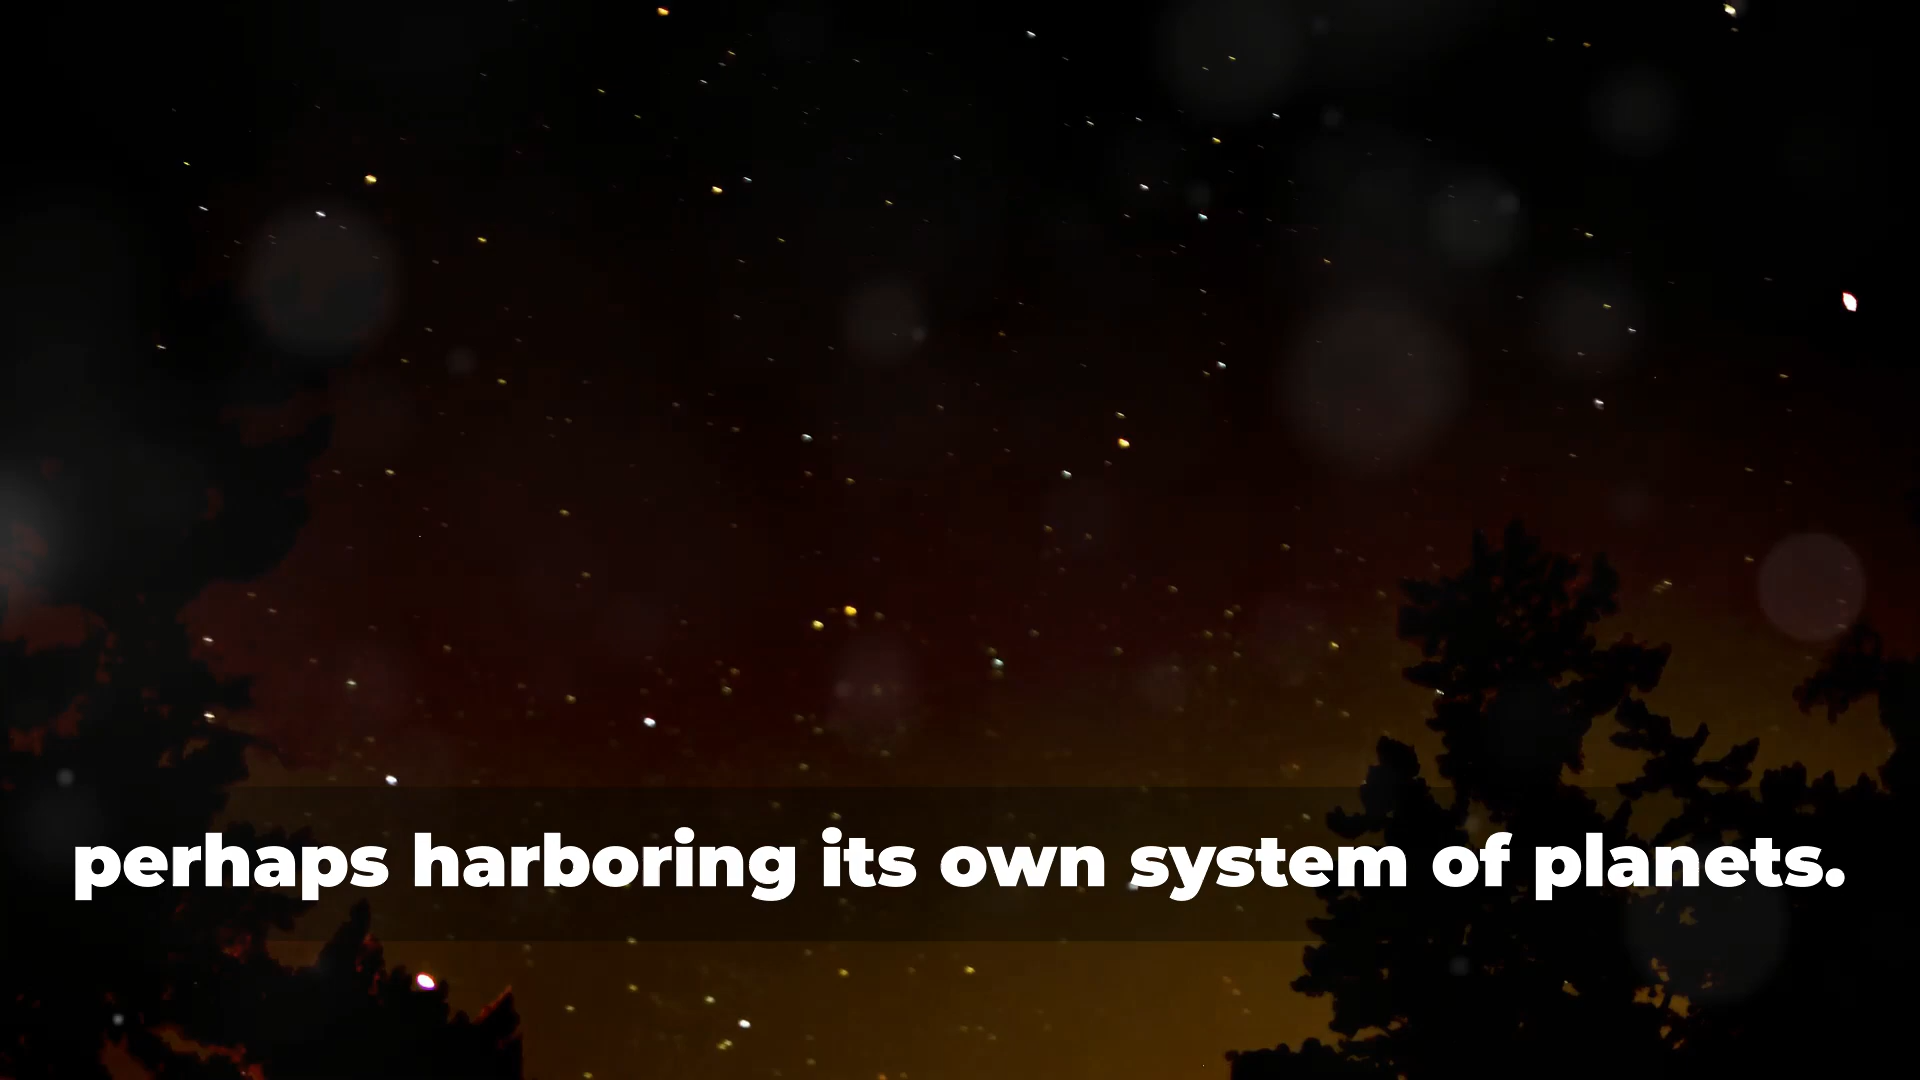 perhaps harboring its own system of planets.